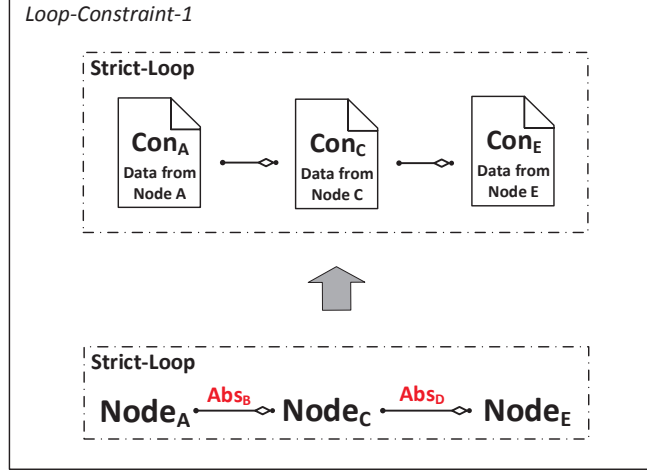 Loop-Constraint-1
Strict-Loop
ConA ConC ConE
Data from Data from Data from
Node A Node C Node E
Strict-Loop
AbsB AbsD
NodeA NodeC NodeE